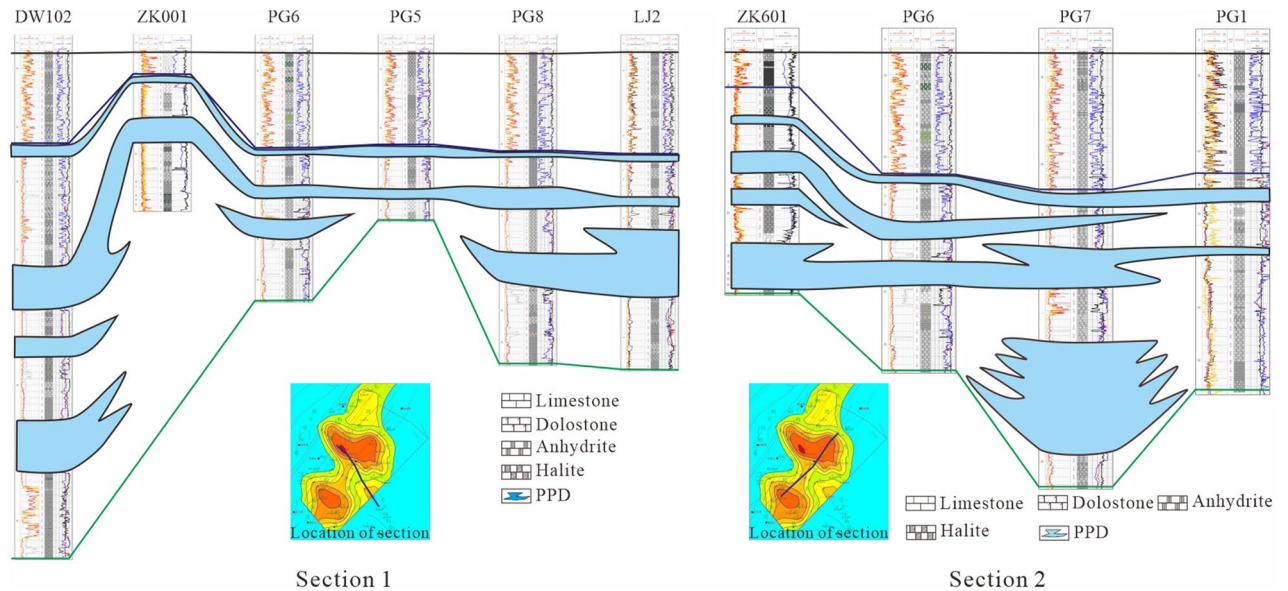 DW102 ZK001 PG6 PG5 PG8 LJ2
Limestone
Dolostone
Anhydrite
Halite
PPD
Location of section
Section 1
ZK601 PG6 PG7 PG1
Limestone Dolostone Anhydrite
Halite PPD
Location of section
Section 2